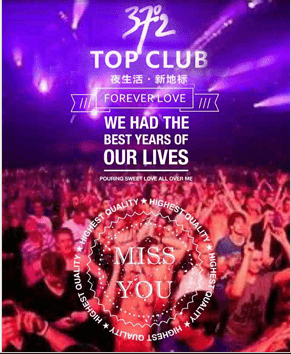 37°2
TOP CLUB
夜生活·新地标
FOREVER LOVE
WE HAD THE
BEST YEARS OF
OUR LIVES
POURING SWEET LOVE ALL OVER ME
HIGHEST QUALITY ★ HIGHEST QUALITY ★ HIGHEST QUALITY ★ HIGHEST QUALITY ★ HIGHEST QUALITY ★
MISS
YOU